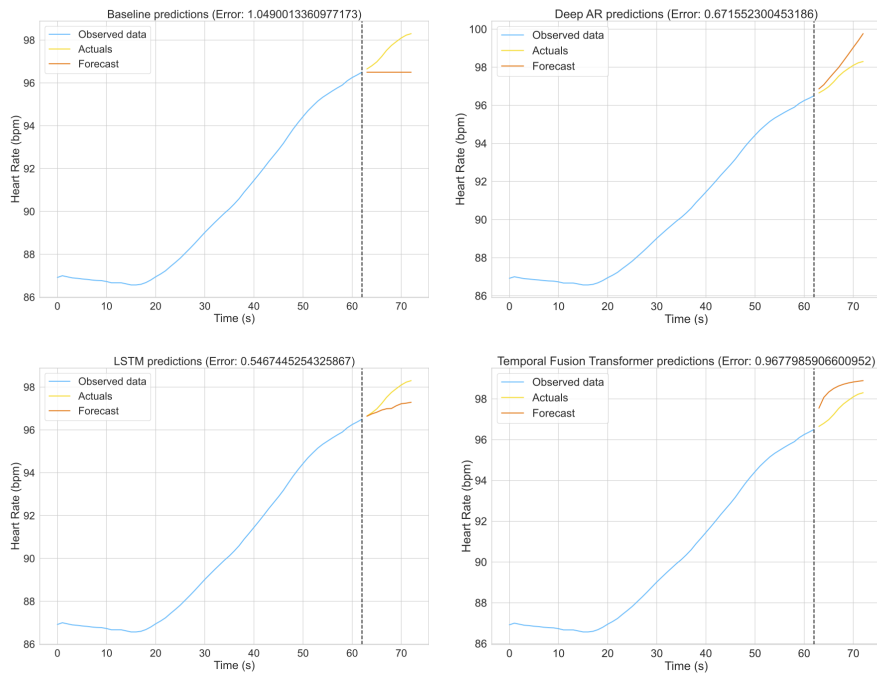 Baseline predictions (Error: 1.0490013360977173)
Observed data
Actuals
Forecast
98
96
94
92
90
88
86
0 10 20 30 40 50 60 70
Heart Rate (bpm)
Time (s)
Deep AR predictions (Error: 0.671552300453186)
Observed data
Actuals
Forecast
100
98
96
94
92
90
88
86
0 10 20 30 40 50 60 70
Heart Rate (bpm)
Time (s)
LSTM predictions (Error: 0.5467445254325867)
Observed data
Actuals
Forecast
98
96
94
92
90
88
86
0 10 20 30 40 50 60 70
Heart Rate (bpm)
Time (s)
Temporal Fusion Transformer predictions (Error: 0.9677985906600952)
Observed data
Actuals
Forecast
98
96
94
92
90
88
86
0 10 20 30 40 50 60 70
Heart Rate (bpm)
Time (s)